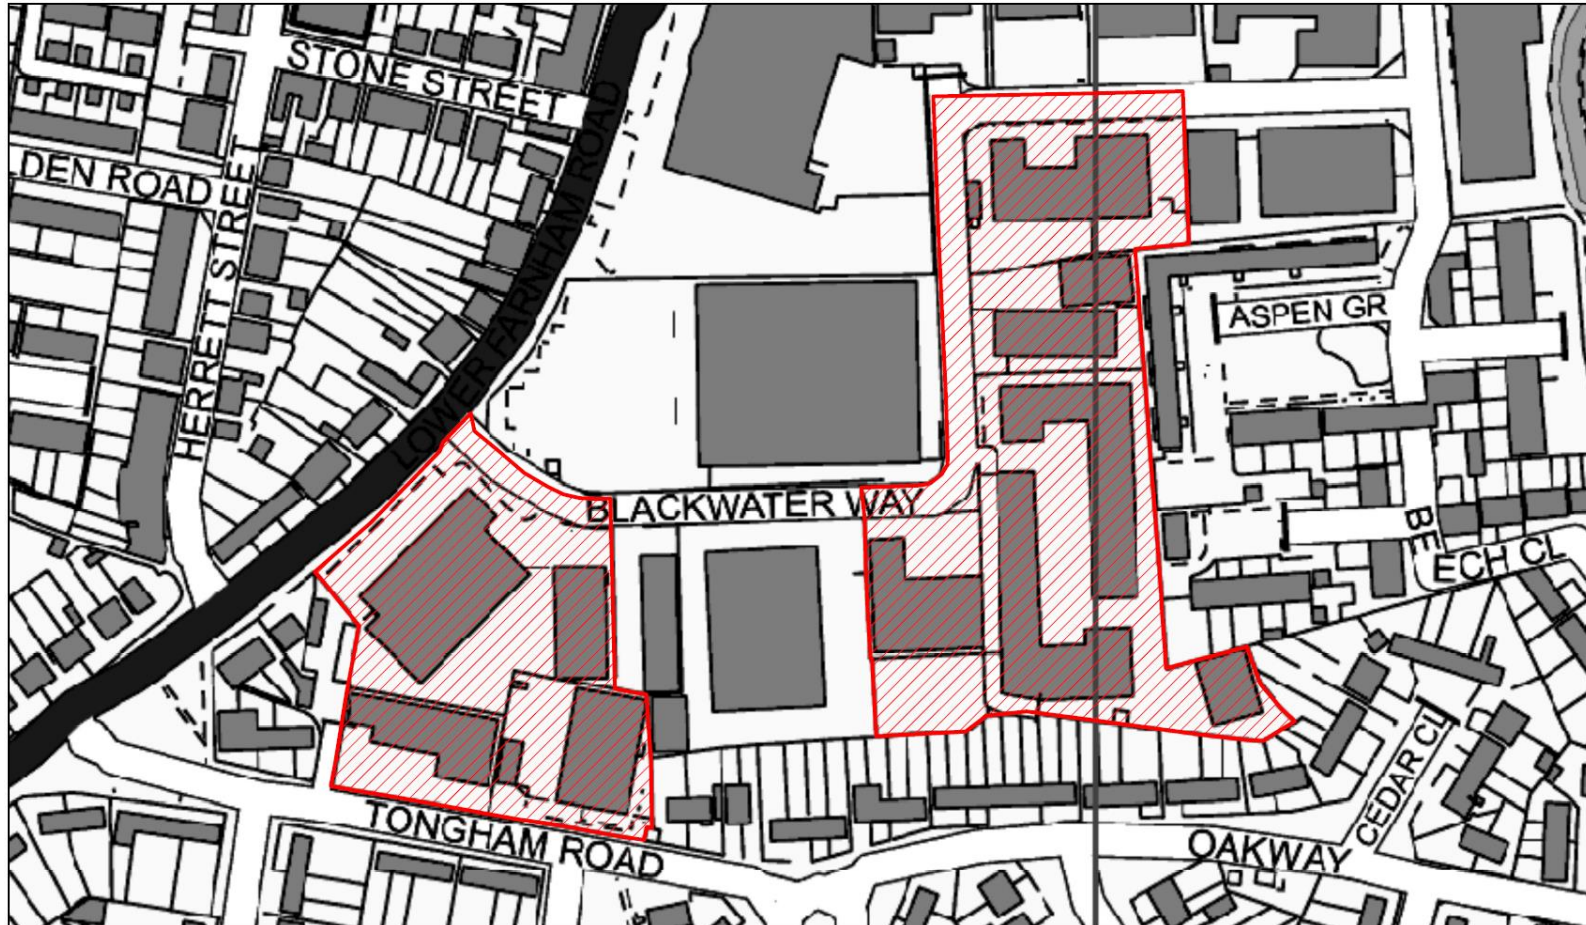 STONE STREET
LOWER FARNHAM ROAD
LDEN ROAD
HERRETT STREE
ASPEN GR
BLACKWATER WAY
BE
ECH CL
CEDAR CL
TONGHAM ROAD
OAKWAY